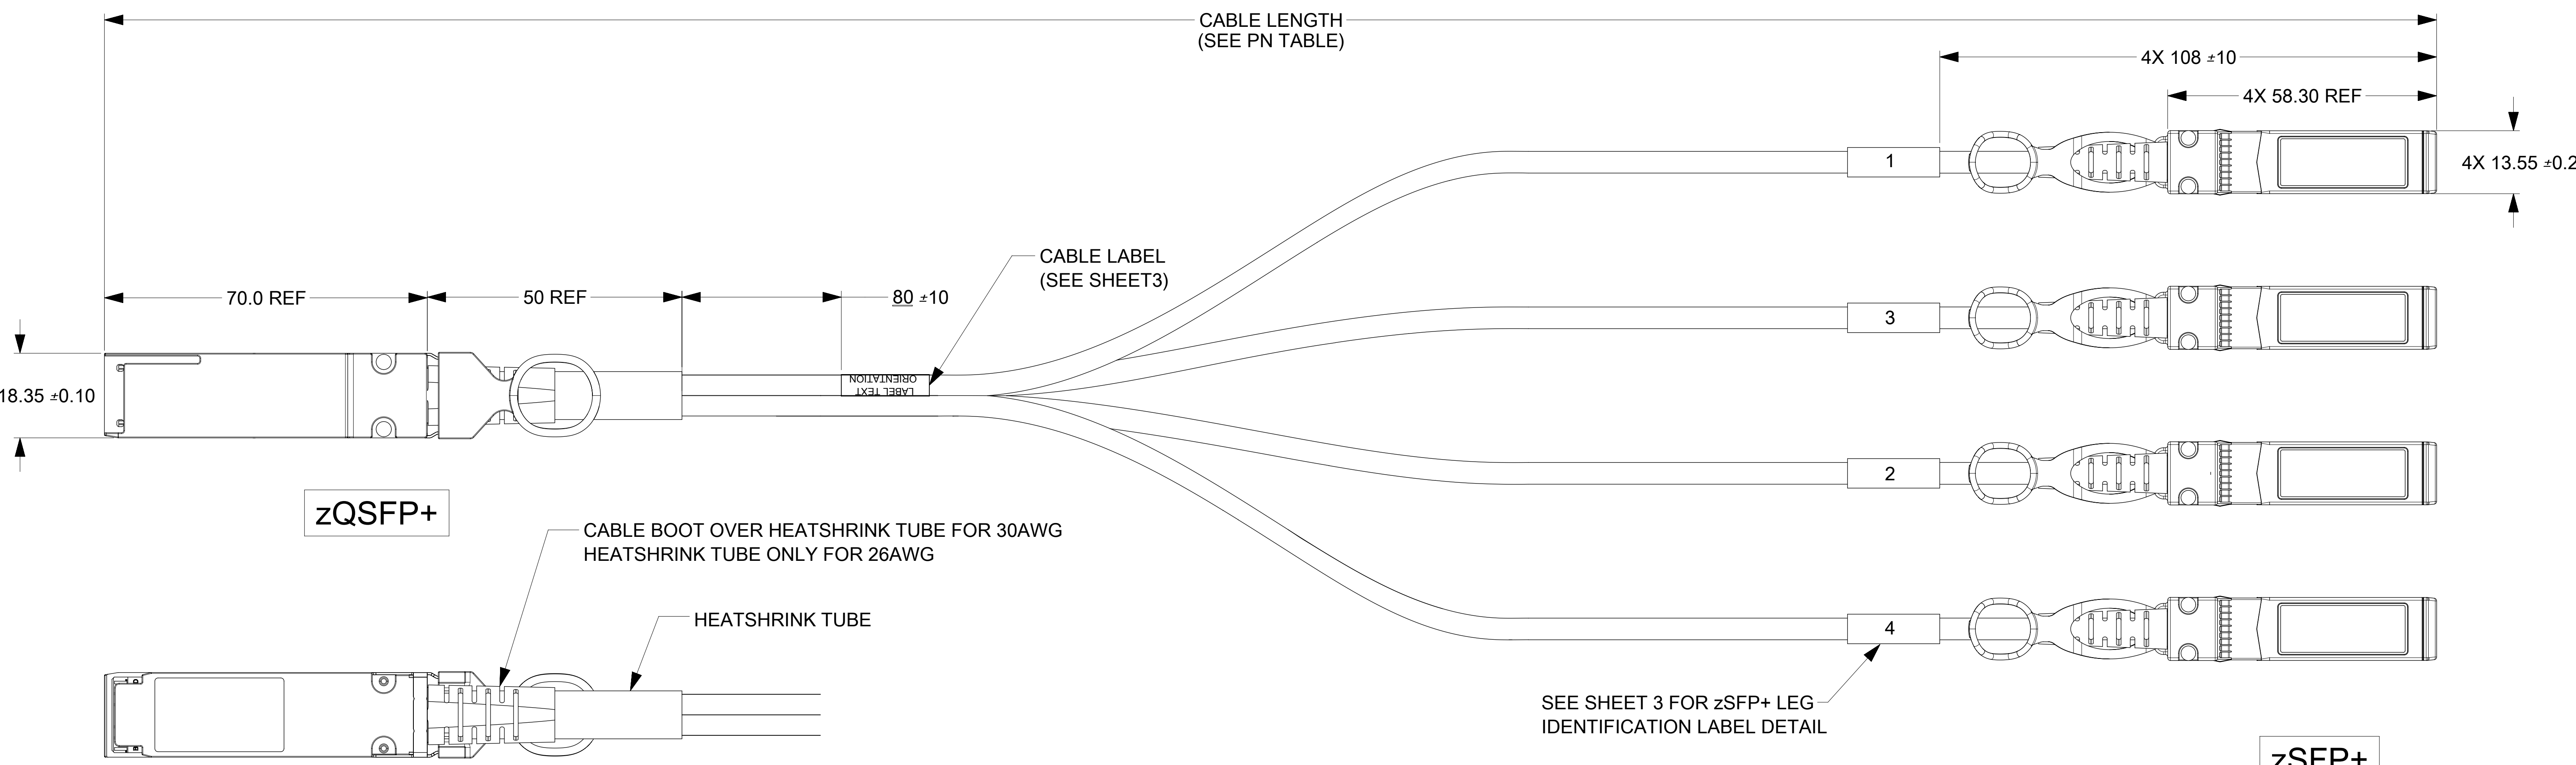 CABLE LENGTH
(SEE PN TABLE)
4X 108 ±10
4X 58.30 REF
1
4X 13.55 ±0.2
CABLE LABEL
(SEE SHEET3)
70.0 REF
50 REF
80 ±10
3
LABEL TEXT
ORIENTATION
18.35 ±0.10
2
zQSFP+
CABLE BOOT OVER HEATSHRINK TUBE FOR 30AWG
HEATSHRINK TUBE ONLY FOR 26AWG
HEATSHRINK TUBE
4
SEE SHEET 3 FOR zSFP+ LEG
IDENTIFICATION LABEL DETAIL
zSFP+